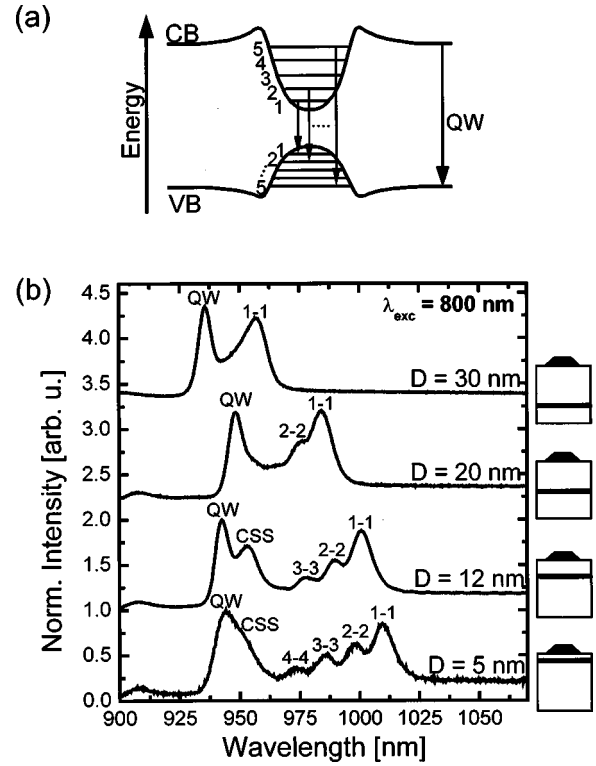 (a)
CB
5
4
3
2
1
Energy
QW
1
2
5
VB
(b)
4.5
4.0
3.5
3.0
2.5
2.0
1.5
1.0
0.5
0.0
Norm. Intensity [arb. u.]
λexc = 800 nm
QW
1-1
D = 30 nm
QW
2-2
1-1
D = 20 nm
QW
CSS
3-3
2-2
1-1
D = 12 nm
QW
CSS
4-4
3-3
2-2
1-1
D = 5 nm
900 925 950 975 1000 1025 1050
Wavelength [nm]